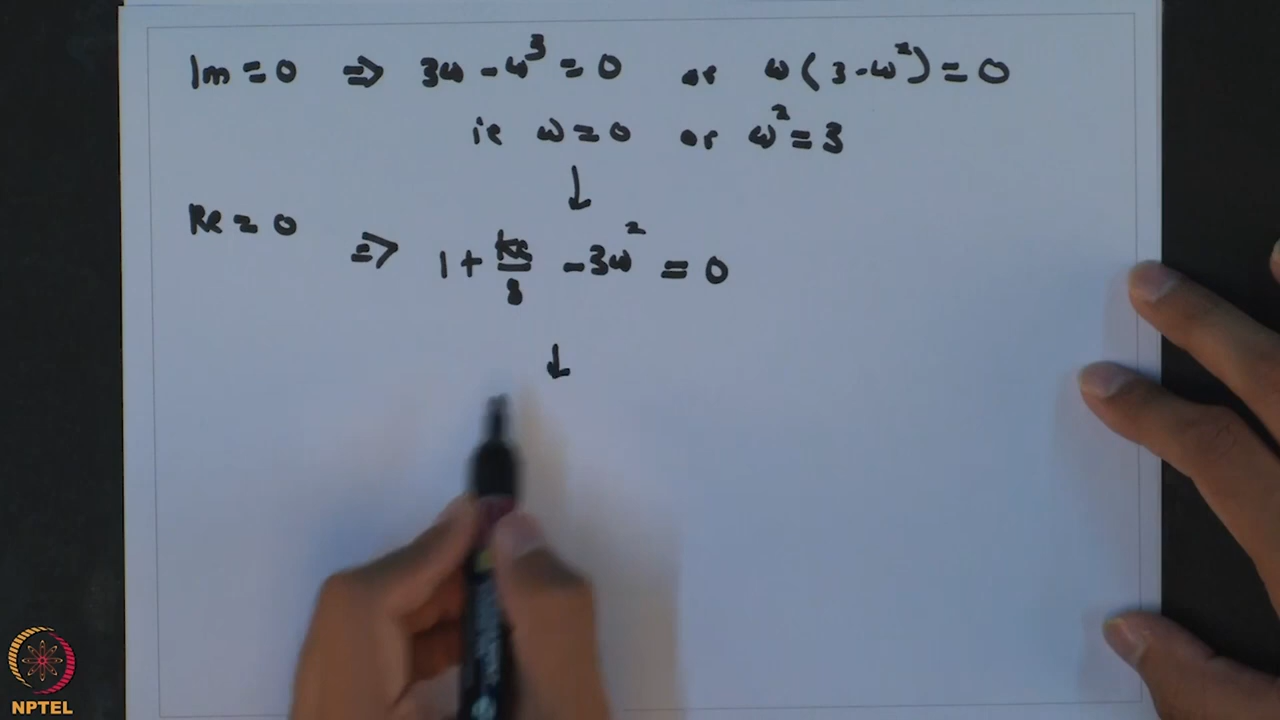 Im = 0 ⇒ 3ω - ω³ = 0 or ω(3-ω²) = 0
ie ω = 0 or ω² = 3
↓
Re = 0 ⇒ 1 + kc/8 - 3ω² = 0
↓
NPTEL